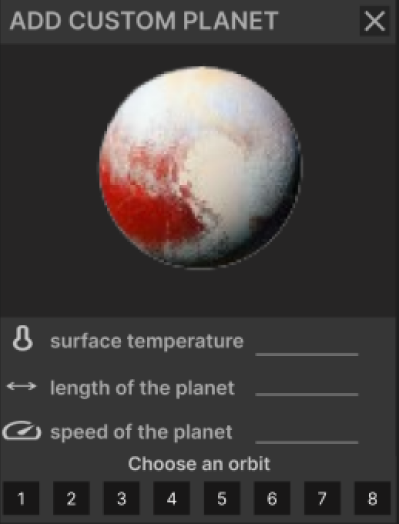 ADD CUSTOM PLANET
surface temperature
length of the planet
speed of the planet
Choose an orbit
1 2 3 4 5 6 7 8